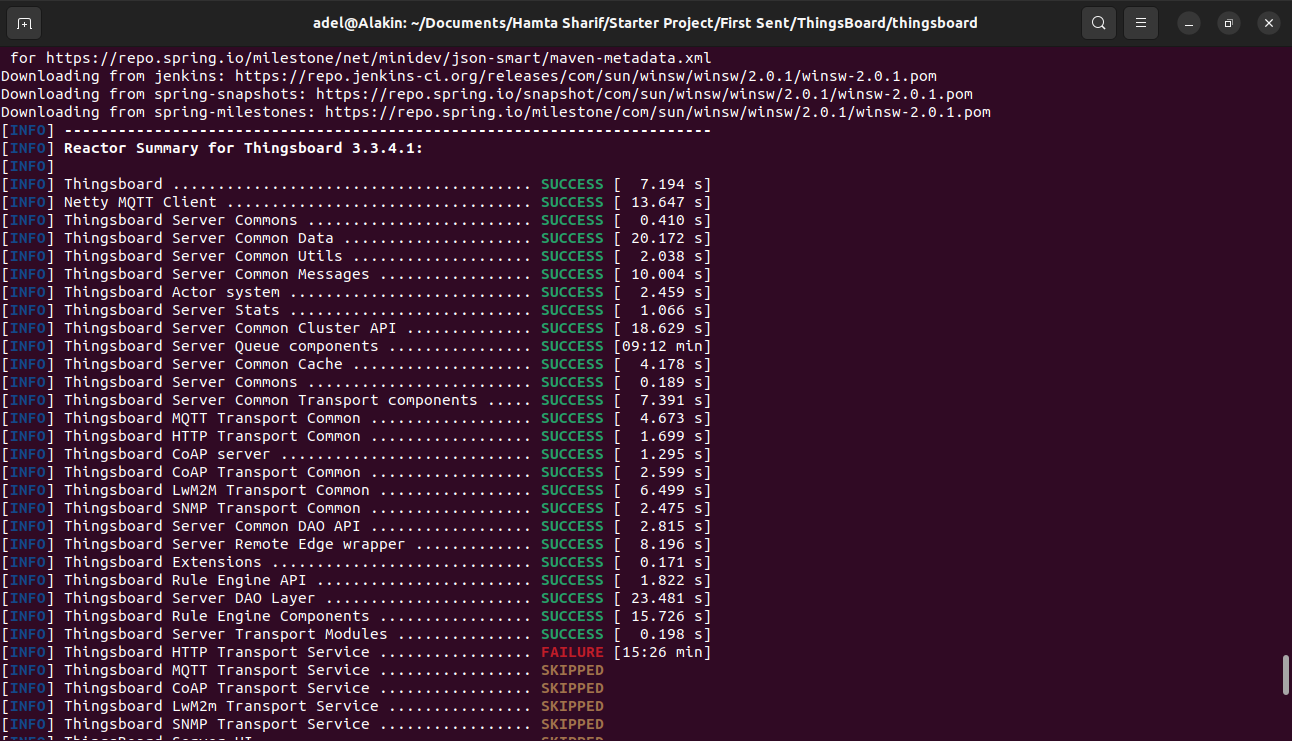 adel@Alakin: ~/Documents/Hamta Sharif/Starter Project/First Sent/ThingsBoard/thingsboard
 for https://repo.spring.io/milestone/net/minidev/json-smart/maven-metadata.xml
Downloading from jenkins: https://repo.jenkins-ci.org/releases/com/sun/winsw/winsw/2.0.1/winsw-2.0.1.pom
Downloading from spring-snapshots: https://repo.spring.io/snapshot/com/sun/winsw/winsw/2.0.1/winsw-2.0.1.pom
Downloading from spring-milestones: https://repo.spring.io/milestone/com/sun/winsw/winsw/2.0.1/winsw-2.0.1.pom
[INFO] ------------------------------------------------------------------------
[INFO] Reactor Summary for Thingsboard 3.3.4.1:
[INFO]
[INFO] Thingsboard ........................................ SUCCESS [  7.194 s]
[INFO] Netty MQTT Client .................................. SUCCESS [ 13.647 s]
[INFO] Thingsboard Server Commons ......................... SUCCESS [  0.410 s]
[INFO] Thingsboard Server Common Data ..................... SUCCESS [ 20.172 s]
[INFO] Thingsboard Server Common Utils .................... SUCCESS [  2.038 s]
[INFO] Thingsboard Server Common Messages ................. SUCCESS [ 10.004 s]
[INFO] Thingsboard Actor system ........................... SUCCESS [  2.459 s]
[INFO] Thingsboard Server Stats ........................... SUCCESS [  1.066 s]
[INFO] Thingsboard Server Common Cluster API .............. SUCCESS [ 18.629 s]
[INFO] Thingsboard Server Queue components ................ SUCCESS [09:12 min]
[INFO] Thingsboard Server Common Cache .................... SUCCESS [  4.178 s]
[INFO] Thingsboard Server Commons ......................... SUCCESS [  0.189 s]
[INFO] Thingsboard Server Common Transport components ..... SUCCESS [  7.391 s]
[INFO] Thingsboard MQTT Transport Common .................. SUCCESS [  4.673 s]
[INFO] Thingsboard HTTP Transport Common .................. SUCCESS [  1.699 s]
[INFO] Thingsboard CoAP server ............................ SUCCESS [  1.295 s]
[INFO] Thingsboard CoAP Transport Common .................. SUCCESS [  2.599 s]
[INFO] Thingsboard LwM2M Transport Common ................. SUCCESS [  6.499 s]
[INFO] Thingsboard SNMP Transport Common .................. SUCCESS [  2.475 s]
[INFO] Thingsboard Server Common DAO API .................. SUCCESS [  2.815 s]
[INFO] Thingsboard Server Remote Edge wrapper ............. SUCCESS [  8.196 s]
[INFO] Thingsboard Extensions ............................. SUCCESS [  0.171 s]
[INFO] Thingsboard Rule Engine API ........................ SUCCESS [  1.822 s]
[INFO] Thingsboard Server DAO Layer ....................... SUCCESS [ 23.481 s]
[INFO] Thingsboard Rule Engine Components ................. SUCCESS [ 15.726 s]
[INFO] Thingsboard Server Transport Modules ............... SUCCESS [  0.198 s]
[INFO] Thingsboard HTTP Transport Service ................. FAILURE [15:26 min]
[INFO] Thingsboard MQTT Transport Service ................. SKIPPED
[INFO] Thingsboard CoAP Transport Service ................. SKIPPED
[INFO] Thingsboard LwM2m Transport Service ................ SKIPPED
[INFO] Thingsboard SNMP Transport Service ................. SKIPPED
[INFO] ThingsBoard Server UI .............................. SKIPPED